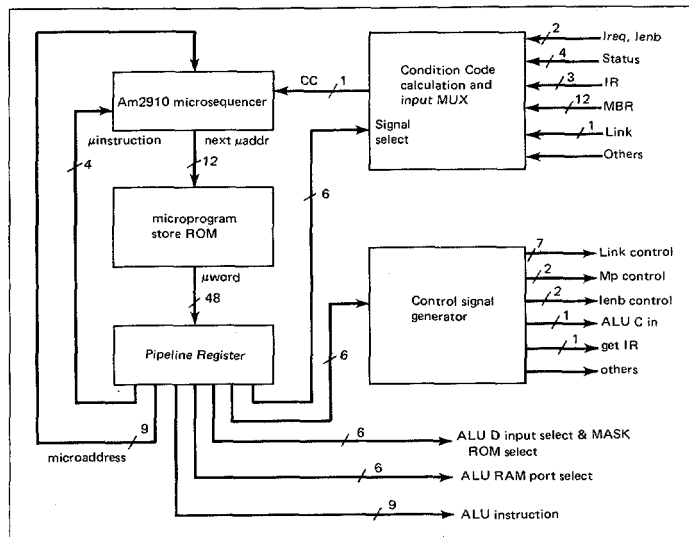 2
Ireq, Ienb
4
Status
3
IR
12
MBR
1
Link
Others
CC
1
Condition Code
calculation and
input MUX
Signal
select
Am2910 microsequencer
μinstruction
next μaddr
4
12
6
microprogram
store ROM
μword
48
Pipeline Register
6
Control signal
generator
7
Link control
2
Mp control
2
Ienb control
1
ALU C in
1
get IR
others
9
microaddress
6
ALU D input select & MASK
ROM select
6
ALU RAM port select
9
ALU instruction